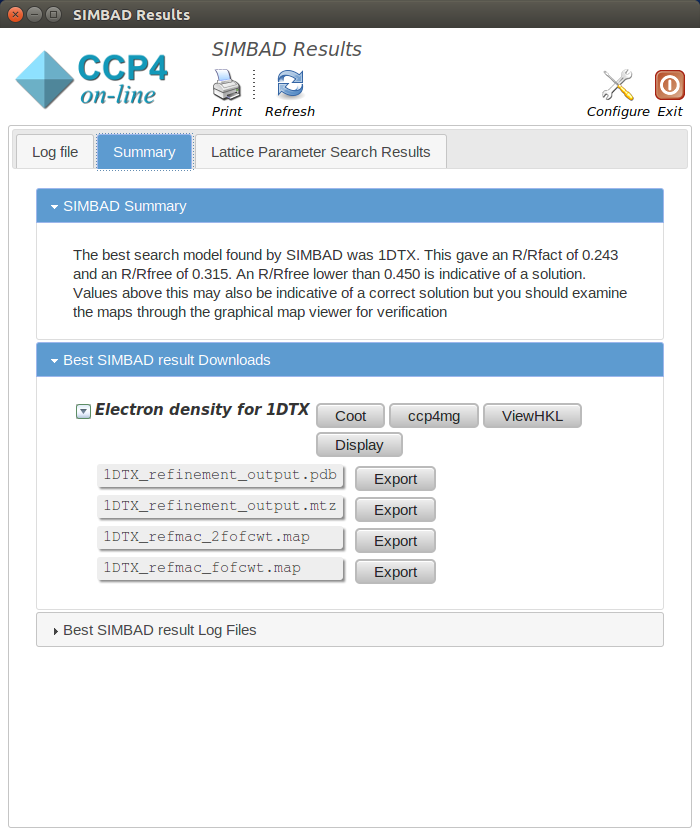 SIMBAD Results
CCP4
on-line
SIMBAD Results
Print
Refresh
Configure
Exit
Log file
Summary
Lattice Parameter Search Results
SIMBAD Summary
The best search model found by SIMBAD was 1DTX. This gave an R/Rfact of 0.243
and an R/Rfree of 0.315. An R/Rfree lower than 0.450 is indicative of a solution.
Values above this may also be indicative of a correct solution but you should examine
the maps through the graphical map viewer for verification
Best SIMBAD result Downloads
Electron density for 1DTX
Coot
ccp4mg
ViewHKL
Display
1DTX_refinement_output.pdb
Export
1DTX_refinement_output.mtz
Export
1DTX_refmac_2fofcwt.map
Export
1DTX_refmac_fofcwt.map
Export
Best SIMBAD result Log Files